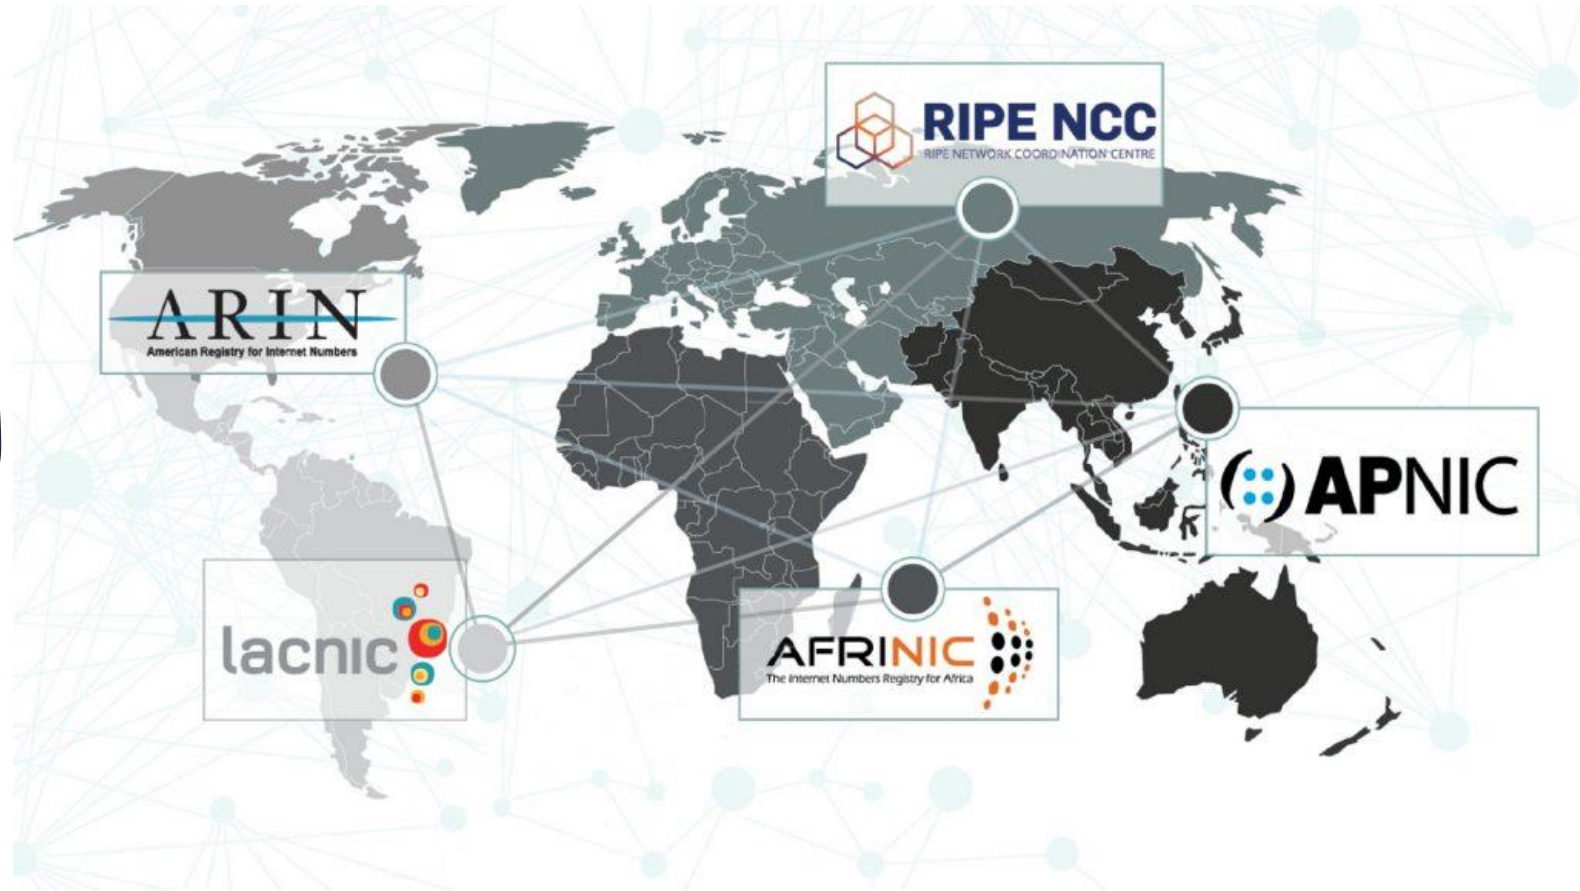 RIPE NCC
RIPE NETWORK COORDINATION CENTRE
ARIN
American Registry for Internet Numbers
APNIC
lacnic
AFRINIC
The Internet Numbers Registry for Africa